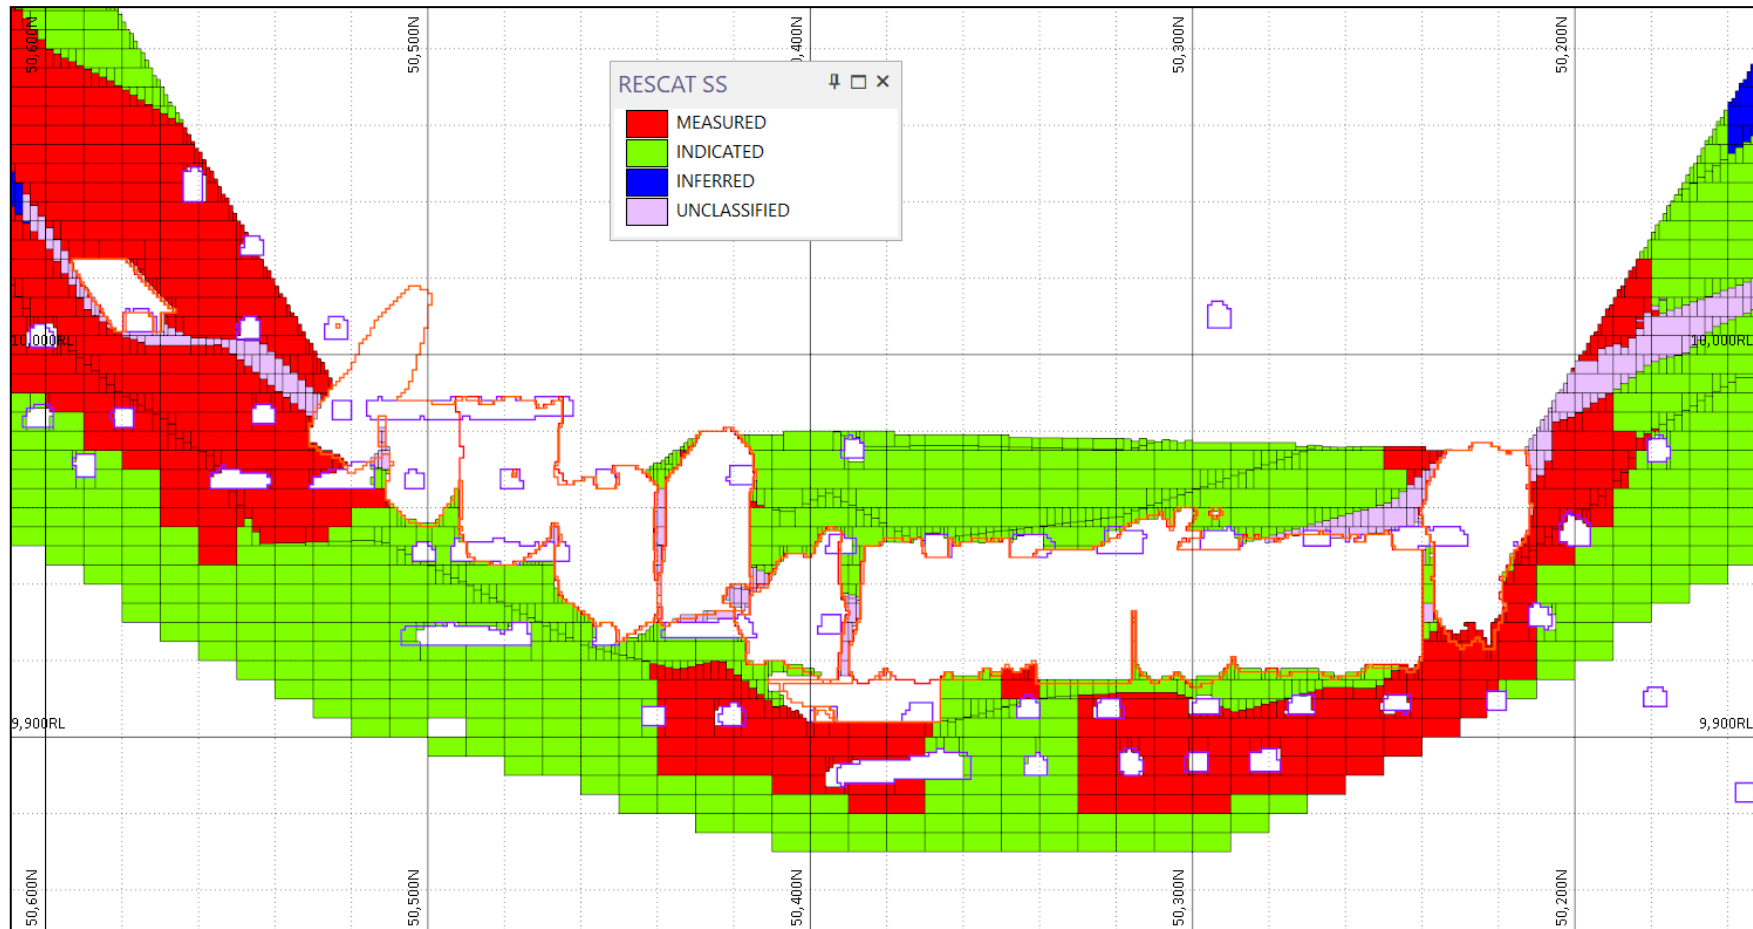 50,600N
50,500N
50,400N
50,300N
50,200N
RESCAT SS
MEASURED
INDICATED
INFERRED
UNCLASSIFIED
10,000RL
10,000RL
9,900RL
9,900RL
50,600N
50,500N
50,400N
50,300N
50,200N